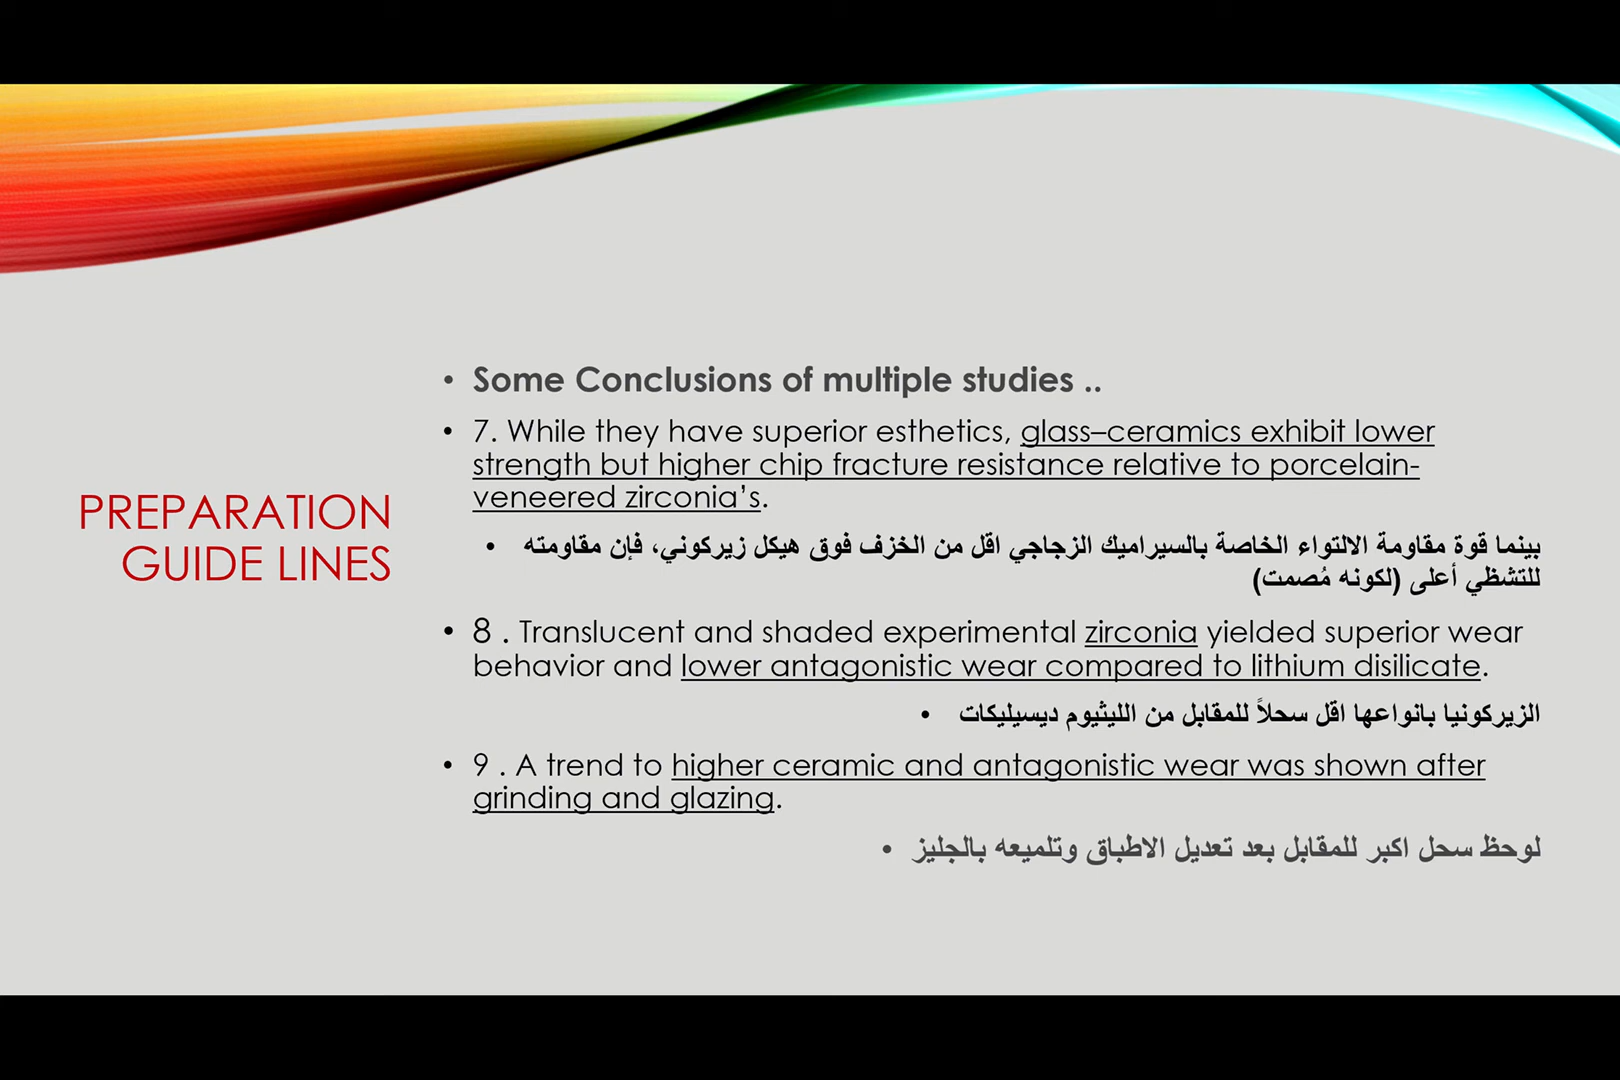 PREPARATION
GUIDE LINES
• Some Conclusions of multiple studies ..
• 7. While they have superior esthetics, glass–ceramics exhibit lower
strength but higher chip fracture resistance relative to porcelain-
veneered zirconia’s.
• بينما قوة مقاومة الالتواء الخاصة بالسيراميك الزجاجي اقل من الخزف فوق هيكل زيركوني، فإن مقاومته
للتشظي أعلى (لكونه مُصمت)
• 8 . Translucent and shaded experimental zirconia yielded superior wear
behavior and lower antagonistic wear compared to lithium disilicate.
• الزيركونيا بانواعها اقل سحلاً للمقابل من الليثيوم ديسيليكات
• 9 . A trend to higher ceramic and antagonistic wear was shown after
grinding and glazing.
• لوحظ سحل اكبر للمقابل بعد تعديل الاطباق وتلميعه بالجليز